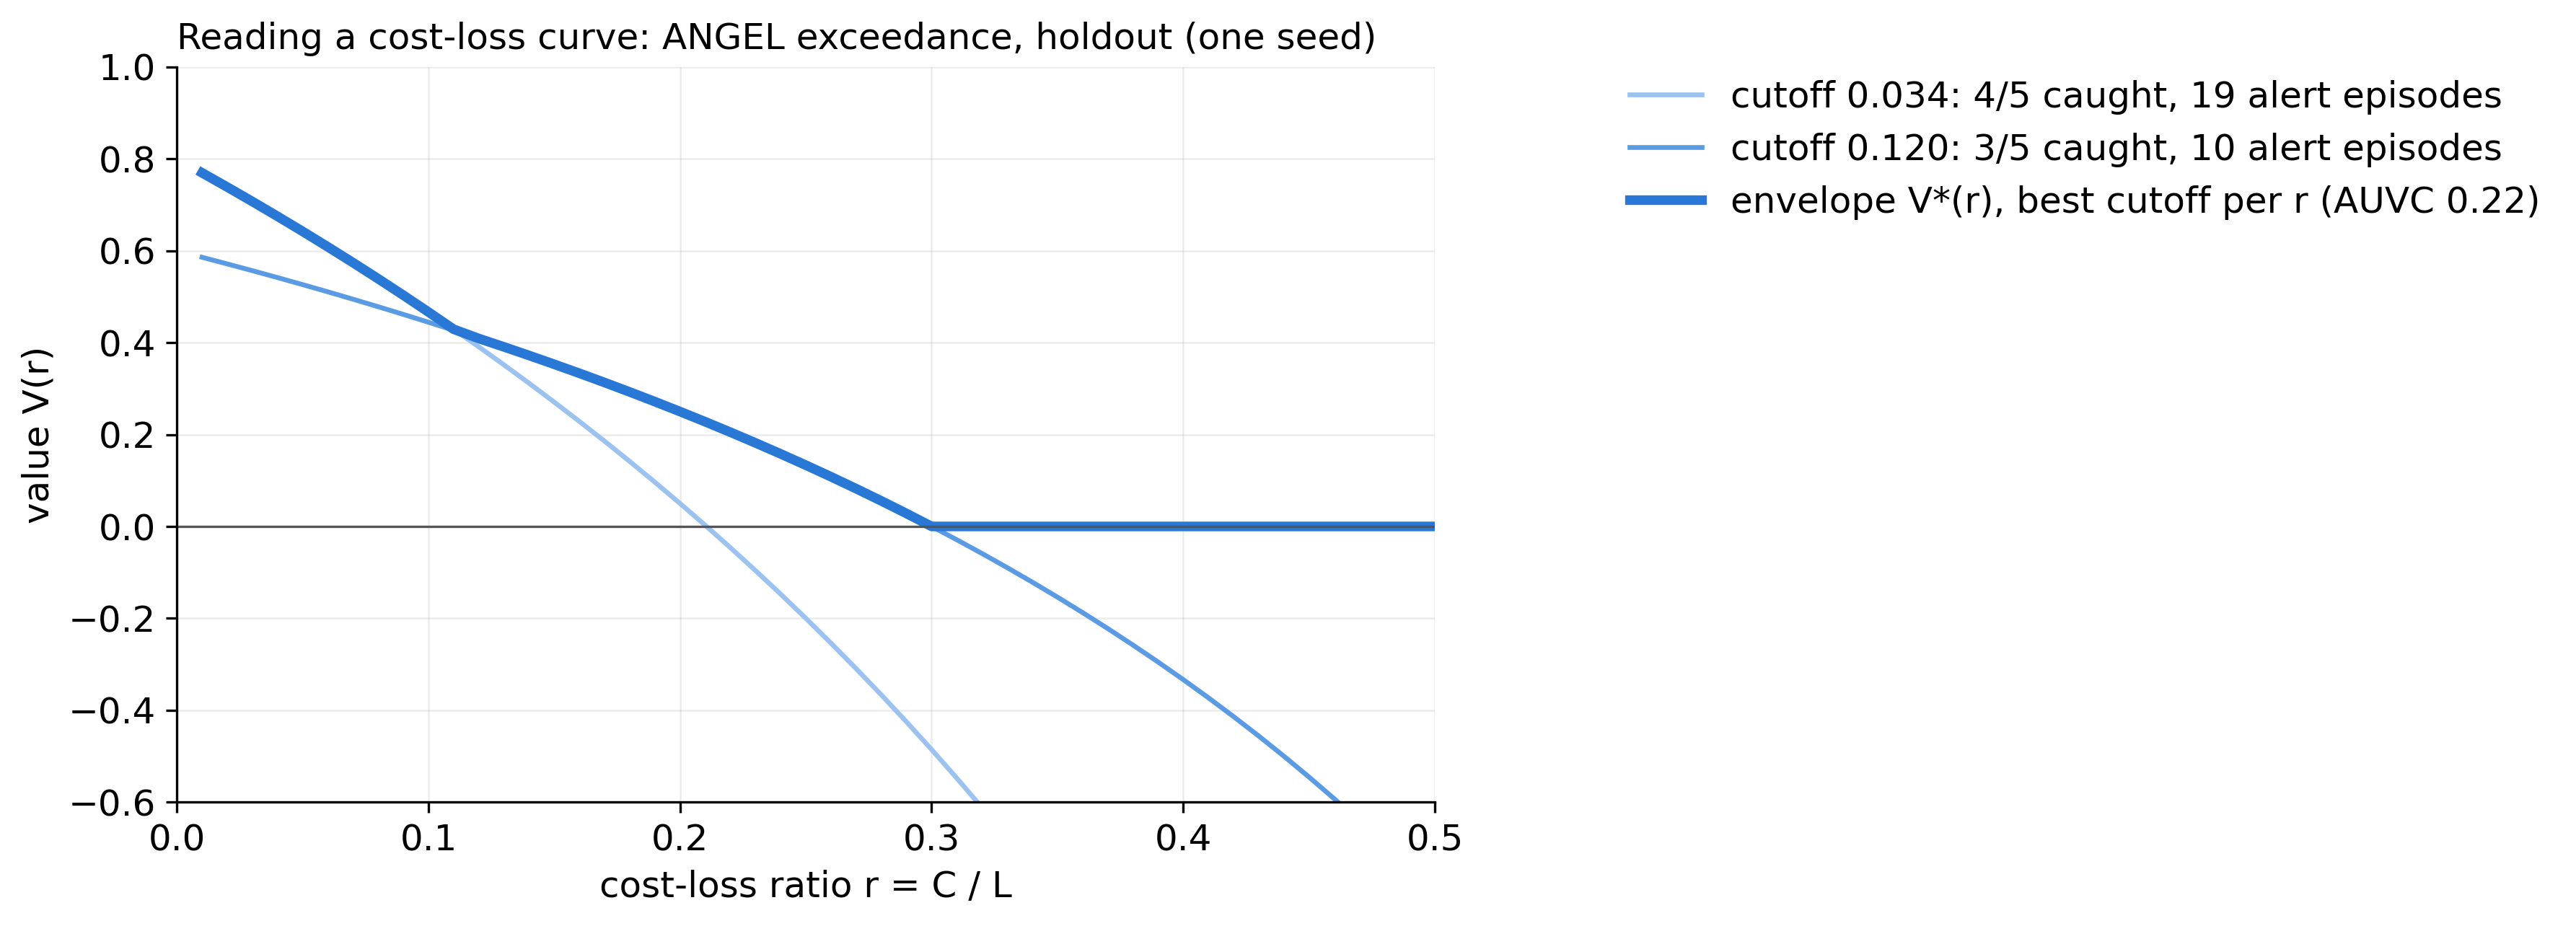 Reading a cost-loss curve: ANGEL exceedance, holdout (one seed)
cutoff 0.034: 4/5 caught, 19 alert episodes
cutoff 0.120: 3/5 caught, 10 alert episodes
envelope V*(r), best cutoff per r (AUVC 0.22)
value V(r)
1.0
0.8
0.6
0.4
0.2
0.0
−0.2
−0.4
−0.6
0.0 0.1 0.2 0.3 0.4 0.5
cost-loss ratio r = C / L